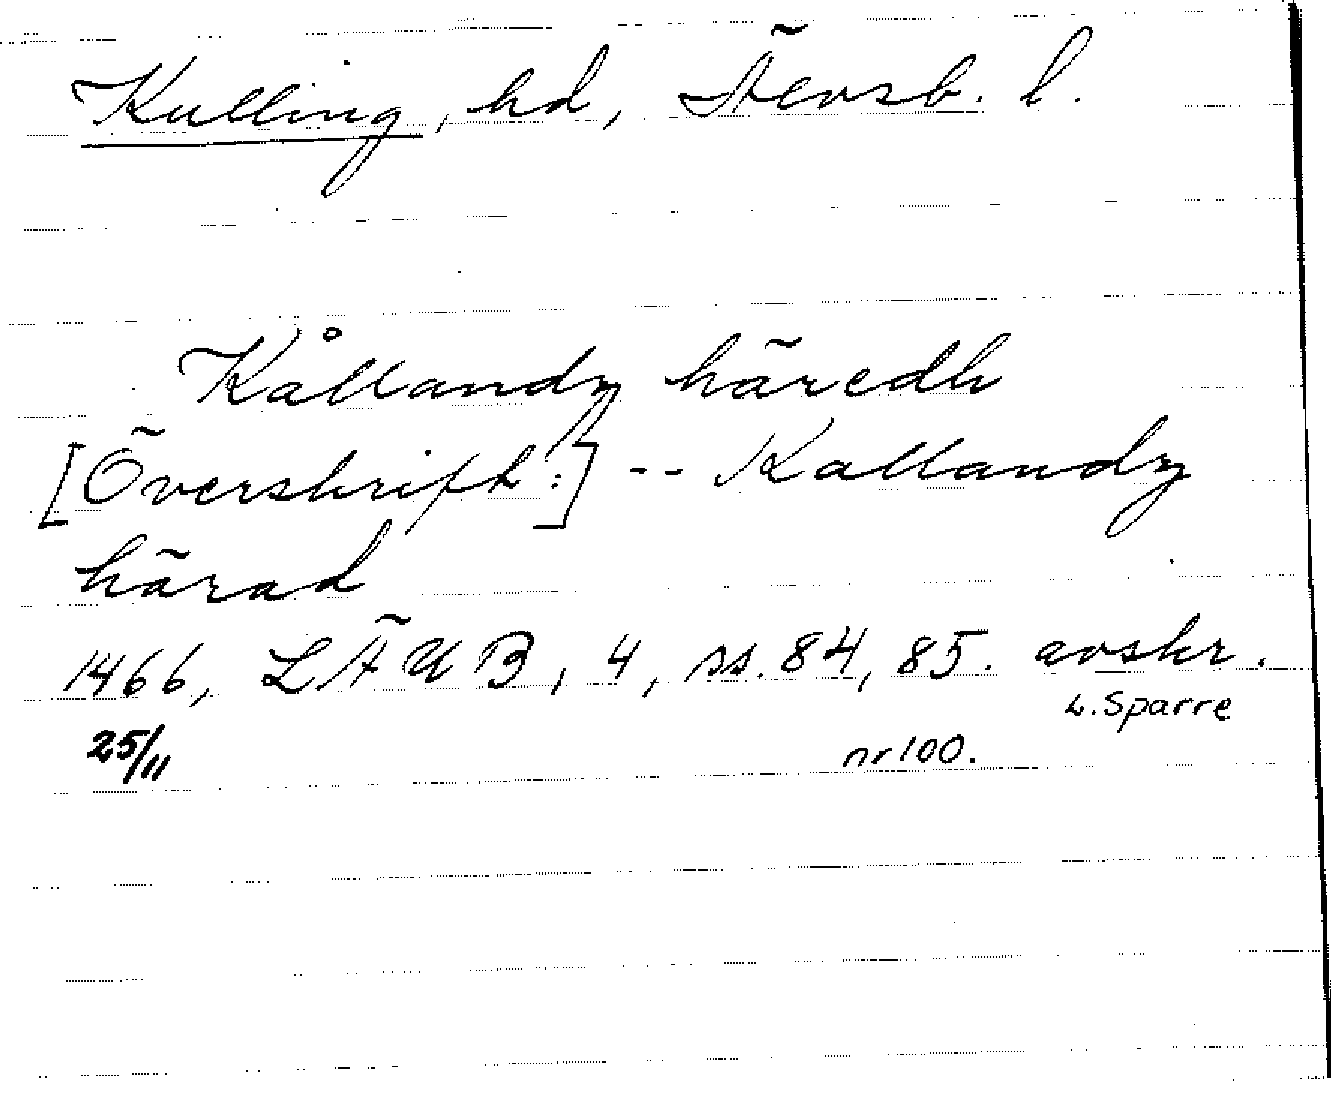 Kulling, hd, Älvsb. l.
Kållandz häredh
[Överskrift:] -- Kallandz
härad
1466, LÄUB, 4, ss. 84, 85. avskr.
L. Sparre
25/11 nr 100.